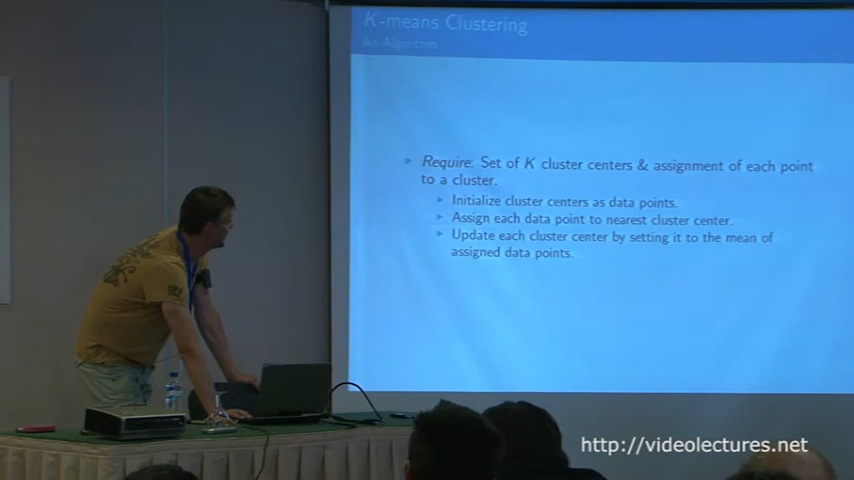 K-means Clustering
An Algorithm
Require: Set of K cluster centers & assignment of each point
to a cluster.
Initialize cluster centers as data points.
Assign each data point to nearest cluster center.
Update each cluster center by setting it to the mean of
assigned data points.
http://videolectures.net